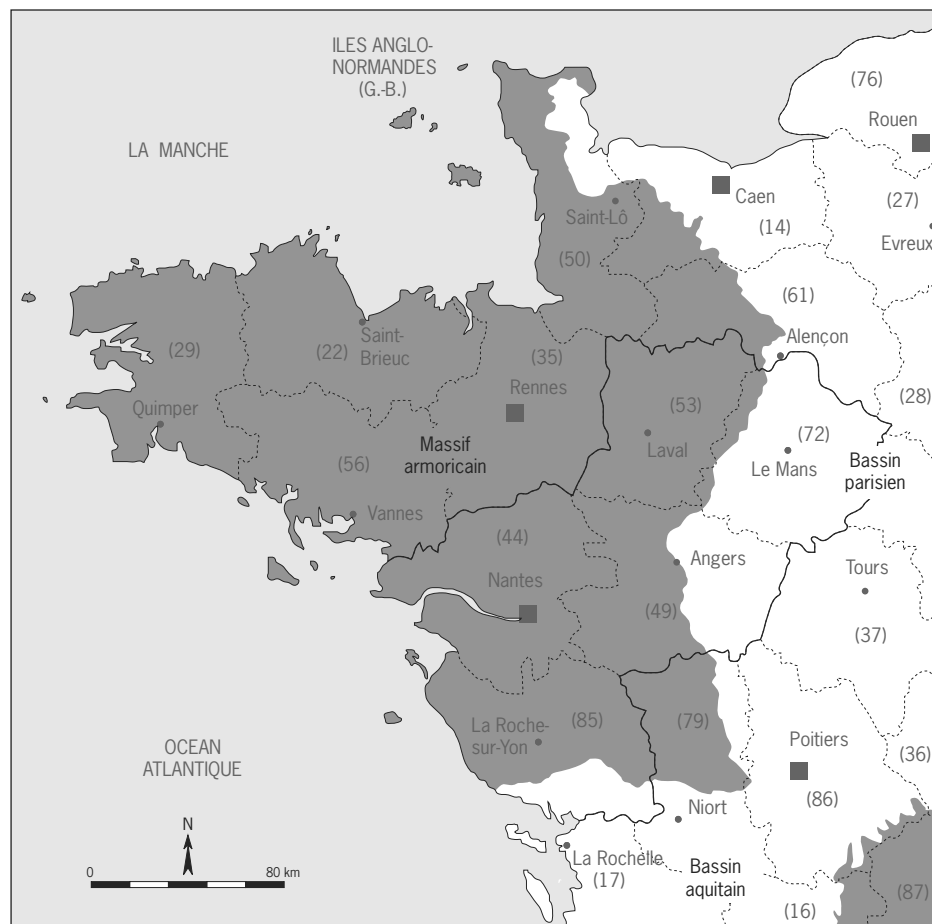 ILES ANGLO-
NORMANDES
(G.-B.)
(76)
Rouen
LA MANCHE
Caen
(14)
(27)
Evreux
Saint-Lô
(50)
(61)
Alençon
(29)
(22)
Saint-
Brieuc
(35)
Rennes
(53)
Laval
(28)
Quimper
(72)
Le Mans
Massif
armoricain
Bassin
parisien
(56)
Vannes
(44)
Nantes
Angers
(49)
Tours
(37)
La Roche-
sur-Yon
(85)
(79)
Poitiers
(86)
(36)
OCEAN
ATLANTIQUE
Niort
N
0 80 km
La Rochelle
(17)
Bassin
aquitain
(16)
(87)